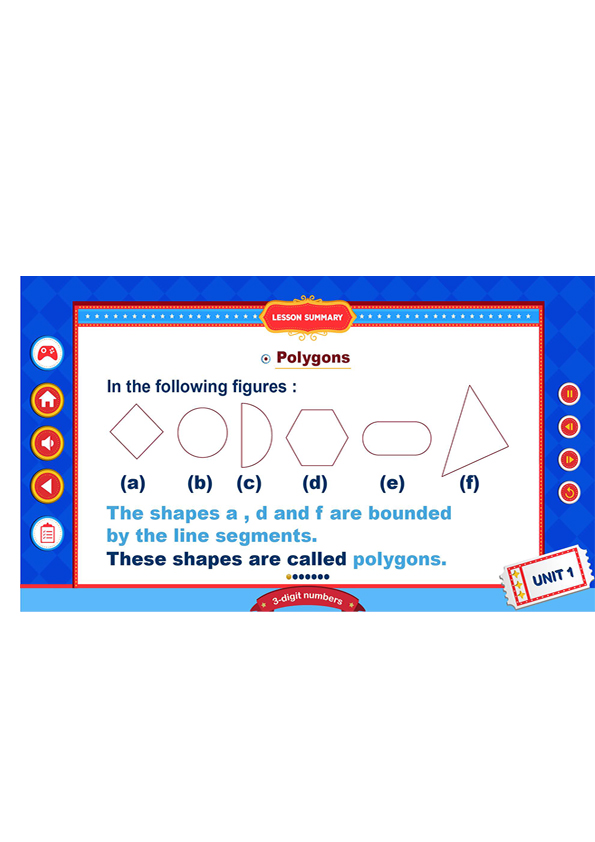 LESSON SUMMARY
Polygons
In the following figures :
(a) (b) (c) (d) (e) (f)
The shapes a , d and f are bounded
by the line segments.
These shapes are called polygons.
UNIT 1
3-digit numbers